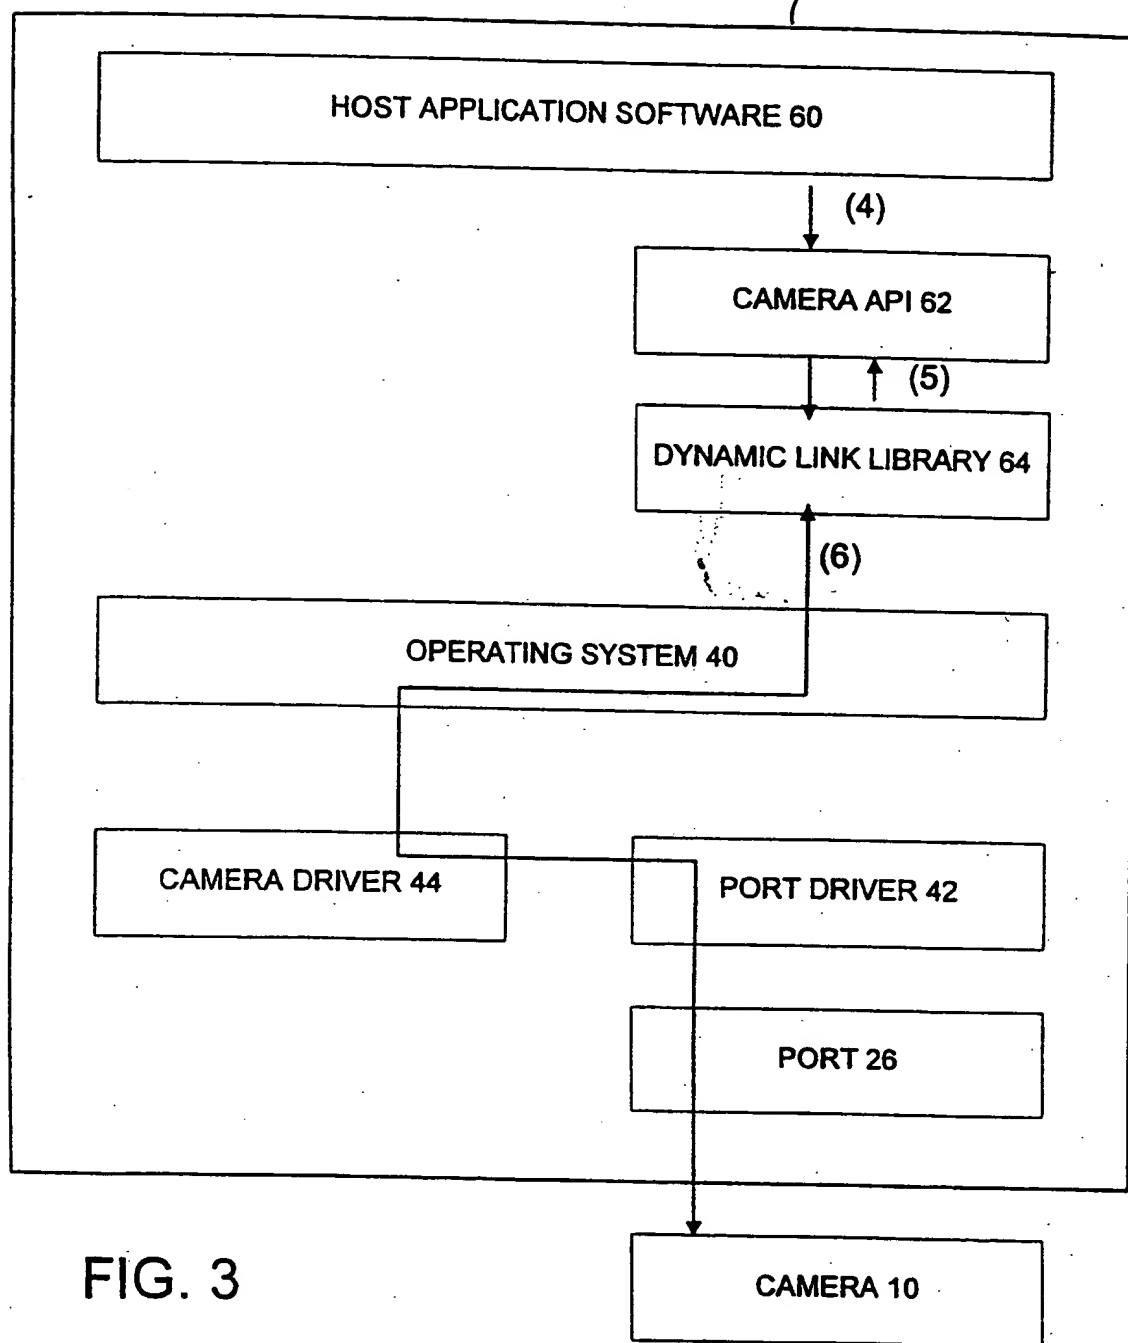 HOST APPLICATION SOFTWARE 60
(4)
CAMERA API 62
(5)
DYNAMIC LINK LIBRARY 64
(6)
OPERATING SYSTEM 40
CAMERA DRIVER 44
PORT DRIVER 42
PORT 26
FIG. 3
CAMERA 10